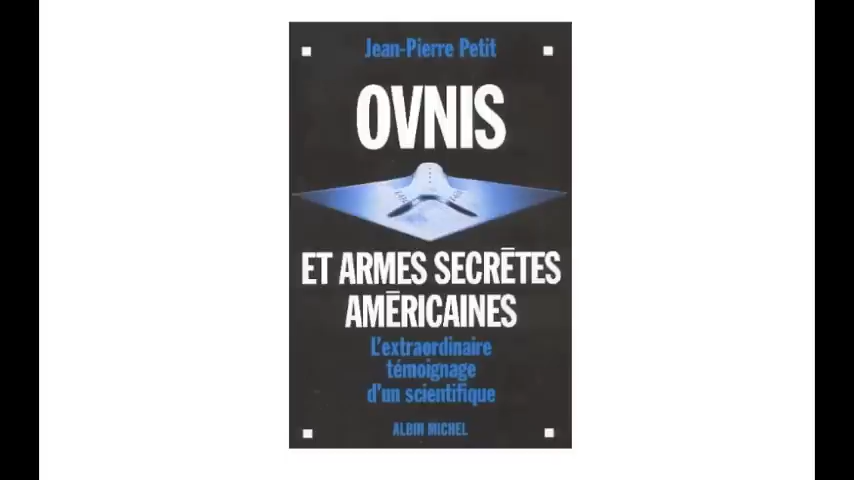 Jean-Pierre Petit
OVNIS
ET ARMES SECRÈTES
AMÉRICAINES
L'extraordinaire
témoignage
d'un scientifique
ALBIN MICHEL